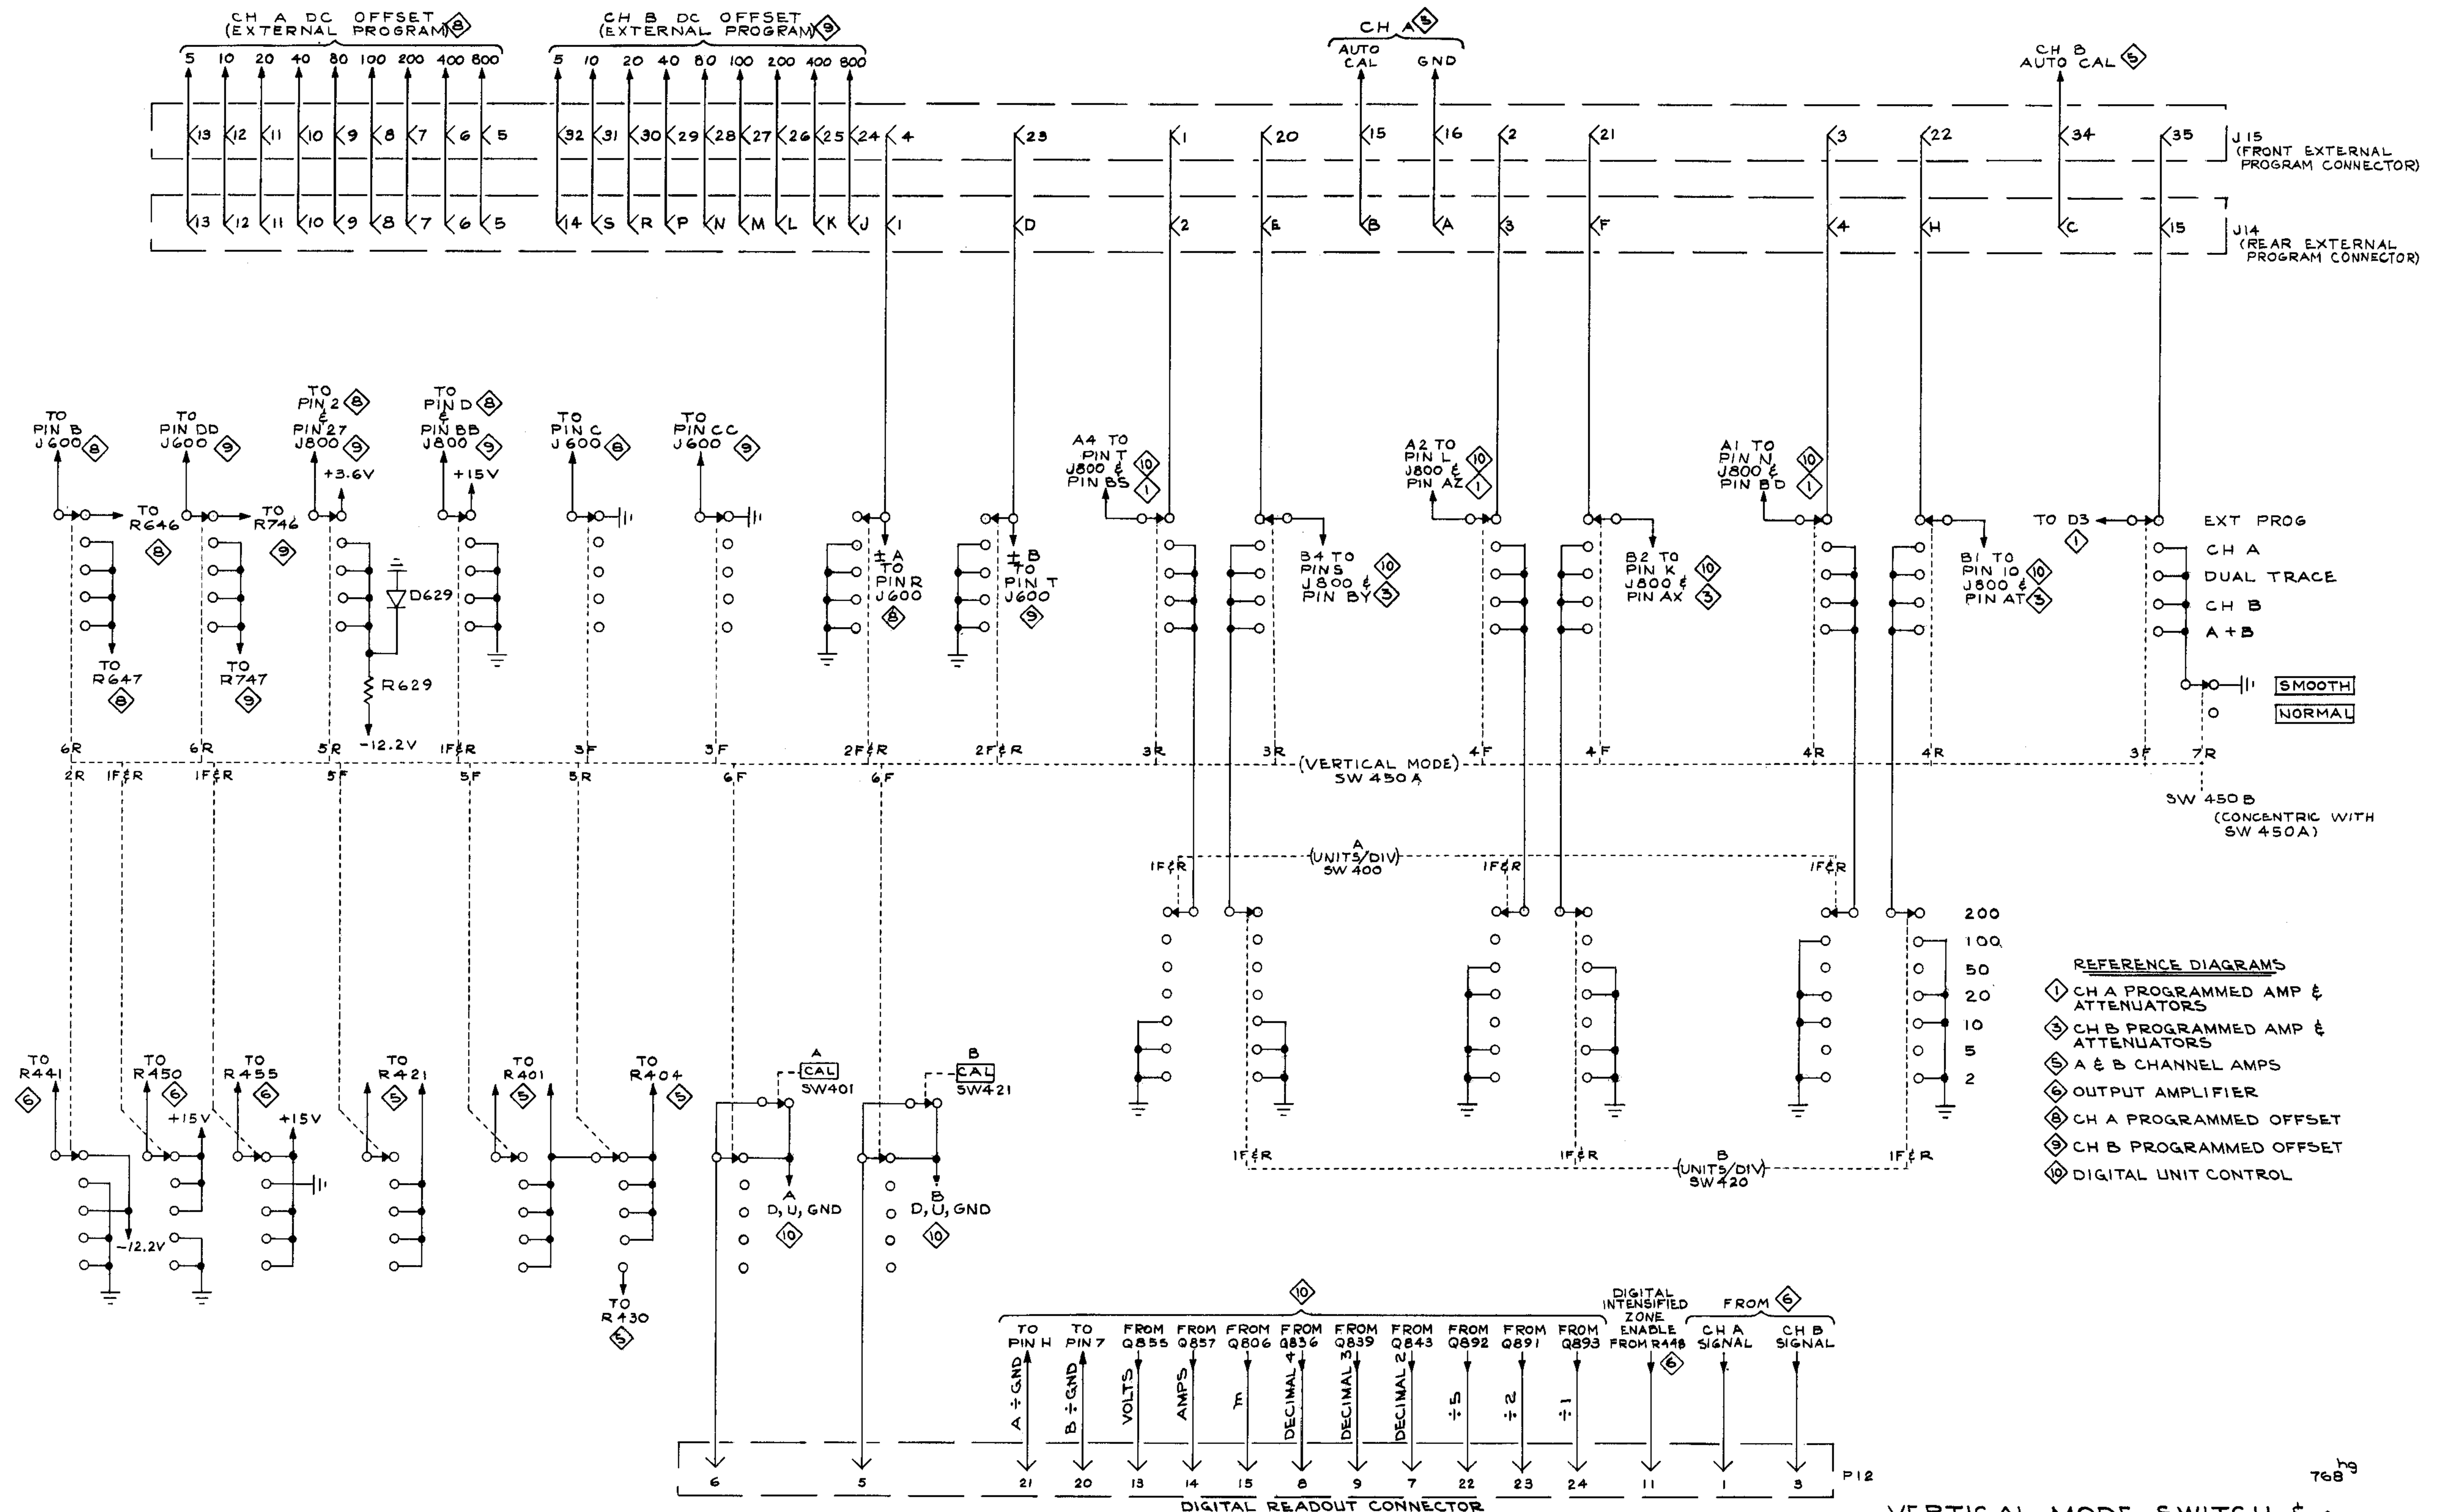 CH A DC OFFSET
(EXTERNAL PROGRAM) 8
5 10 20 40 80 100 200 400 800
CH B DC OFFSET
(EXTERNAL PROGRAM) 9
5 10 20 40 80 100 200 400 800
CH A 3
AUTO CAL
GND
CH B
AUTO CAL 5
13 12 11 10 9 8 7 6 5 32 31 30 29 28 27 26 25 24 4 23 1 20 15 16 2 21 3 22 34 35
J15
(FRONT EXTERNAL
PROGRAM CONNECTOR)
13 12 11 10 9 8 7 6 5 14 S R P N M L K J 1 D 2 E B A 3 F 4 H C 15
J14
(REAR EXTERNAL
PROGRAM CONNECTOR)
TO
PIN B
J600 8
TO
PIN DD
J600 9
TO
PIN 2 8
&
PIN 27
J800 9
+3.6V
TO
PIN D 8
&
PIN BB
J800 9
+15V
TO
PIN C
J600 8
TO
PIN CC
J600 9
A4 TO
PIN T
J800 & 10
PIN BS 1
A2 TO
PIN L 10
J800 &
PIN AZ 1
A1 TO
PIN N 10
J800 &
PIN BD 1
TO
R646
8
TO
R746
9
TO
R647
8
TO
R747
9
D629
R629
-12.2V
± A
TO
PIN R
J600
8
± B
TO
PIN T
J600
9
B4 TO
PIN S 10
J800 &
PIN BY 3
B2 TO
PIN K 10
J800 &
PIN AX 3
B1 TO
PIN 10 10
J800 &
PIN AT 3
TO D3
1
EXT PROG
CH A
DUAL TRACE
CH B
A + B
SMOOTH
NORMAL
6R 6R 5R 1F&R 3F 3F 2F&R 2F&R 3R 3R 4F 4F 4R 4R 3F 7R
2R 1F&R 1F&R 5F 5F 5R 6F 6F
(VERTICAL MODE)
SW 450A
SW 450B
(CONCENTRIC WITH
SW 450A)
A
(UNITS/DIV)
SW 400
1F&R 1F&R 1F&R
200
100
50
20
10
5
2
1F&R 1F&R 1F&R
B
(UNITS/DIV)
SW 420
TO
R441
6
TO
R450
6
+15V
TO
R455
6
+15V
TO
R421
5
TO
R401
5
TO
R404
5
A
CAL
SW401
B
CAL
SW421
-12.2V
TO
R430
5
A
D, U, GND
10
B
D, U, GND
10
REFERENCE DIAGRAMS
1 CH A PROGRAMMED AMP &
ATTENUATORS
3 CH B PROGRAMMED AMP &
ATTENUATORS
5 A & B CHANNEL AMPS
6 OUTPUT AMPLIFIER
8 CH A PROGRAMMED OFFSET
9 CH B PROGRAMMED OFFSET
10 DIGITAL UNIT CONTROL
10
TO
PIN H
TO
PIN 7
FROM
Q855
FROM
Q857
FROM
Q806
FROM
Q836
FROM
Q839
FROM
Q843
FROM
Q892
FROM
Q891
FROM
Q893
DIGITAL
INTENSIFIED
ZONE
ENABLE
FROM R448
6
FROM 6
CH A
SIGNAL
CH B
SIGNAL
A ÷ GND
B ÷ GND
VOLTS
AMPS
m
DECIMAL 4
DECIMAL 3
DECIMAL 2
÷5
÷2
÷1
6 5 21 20 13 14 15 8 9 7 22 23 24 11 1 3
P12
DIGITAL READOUT CONNECTOR
hg
768
VERTICAL MODE SWITCH &